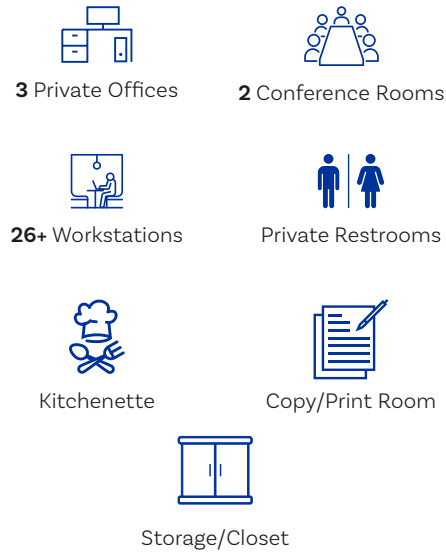 3 Private Offices
2 Conference Rooms
26+ Workstations
Private Restrooms
Kitchenette
Copy/Print Room
Storage/Closet